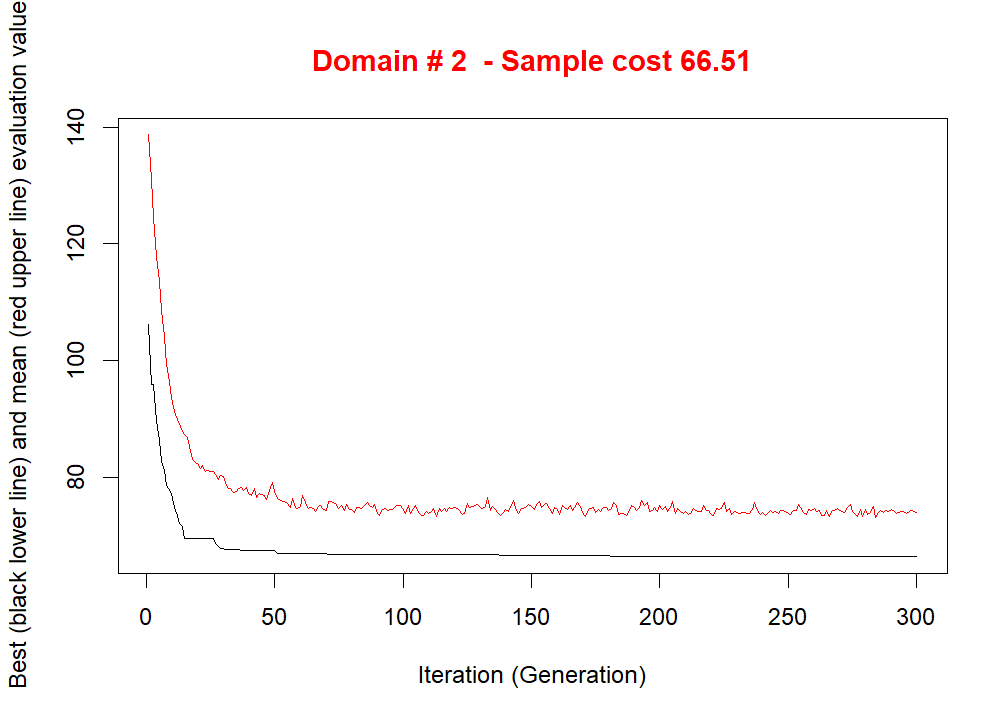 Domain # 2  - Sample cost 66.51
Best (black lower line) and mean (red upper line) evaluation value
140
120
100
80
0 50 100 150 200 250 300
Iteration (Generation)